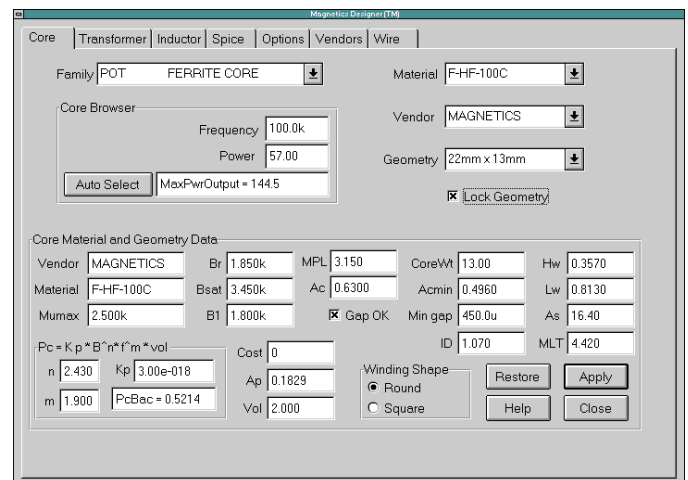 Magnetics Designer(TM)
Core Transformer Inductor Spice Options Vendors Wire
Family POT FERRITE CORE
Material F-HF-100C
Core Browser
Vendor MAGNETICS
Frequency 100.0k
Power 57.00
Geometry 22mm x 13mm
Auto Select MaxPwrOutput = 144.5
Lock Geometry
Core Material and Geometry Data
Vendor MAGNETICS Br 1.850k MPL 3.150 CoreWt 13.00 Hw 0.3570
Material F-HF-100C Bsat 3.450k Ac 0.6300 Acmin 0.4960 Lw 0.8130
Mumax 2.500k B1 1.800k Gap OK Min gap 450.0u As 16.40
ID 1.070 MLT 4.420
Pc = K p * B^n* f^m * vol
Cost 0
n 2.430 Kp 3.00e-018
Ap 0.1829
m 1.900 PcBac = 0.5214
Vol 2.000
Winding Shape
Round
Square
Restore Apply
Help Close